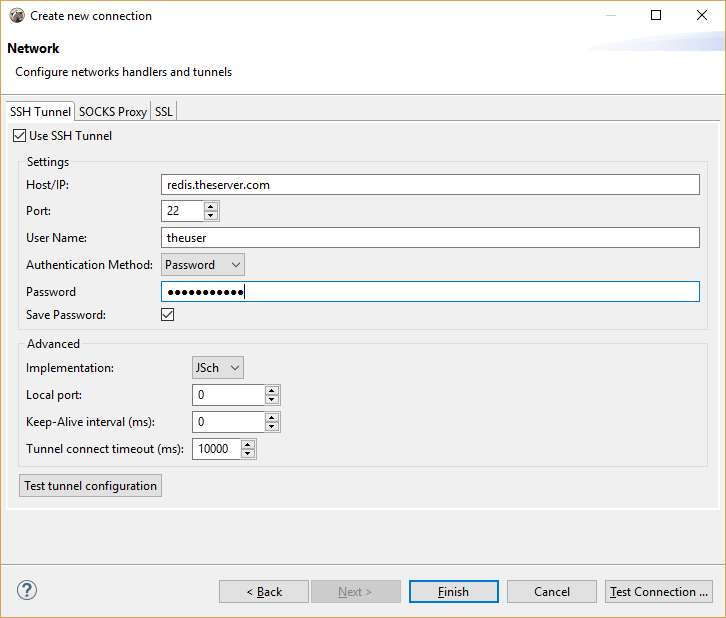 Create new connection
Network
Configure networks handlers and tunnels
SSH Tunnel SOCKS Proxy SSL
Use SSH Tunnel
Settings
Host/IP: redis.theserver.com
Port: 22
User Name: theuser
Authentication Method: Password
Password ●●●●●●●●●●●
Save Password:
Advanced
Implementation: JSch
Local port: 0
Keep-Alive interval (ms): 0
Tunnel connect timeout (ms): 10000
Test tunnel configuration
? < Back Next > Finish Cancel Test Connection ...